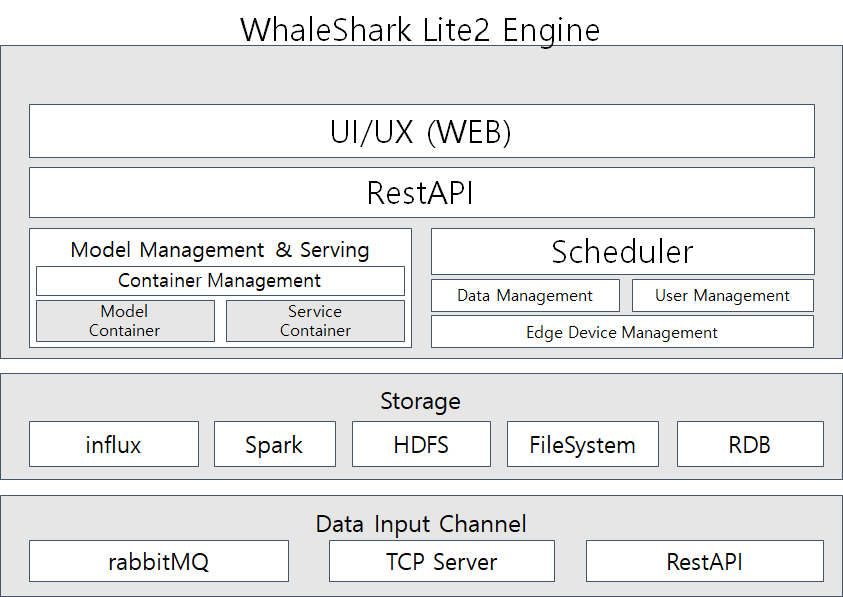 WhaleShark Lite2 Engine
UI/UX (WEB)
RestAPI
Model Management & Serving
Container Management
Model
Container
Service
Container
Scheduler
Data Management
User Management
Edge Device Management
Storage
influx
Spark
HDFS
FileSystem
RDB
Data Input Channel
rabbitMQ
TCP Server
RestAPI